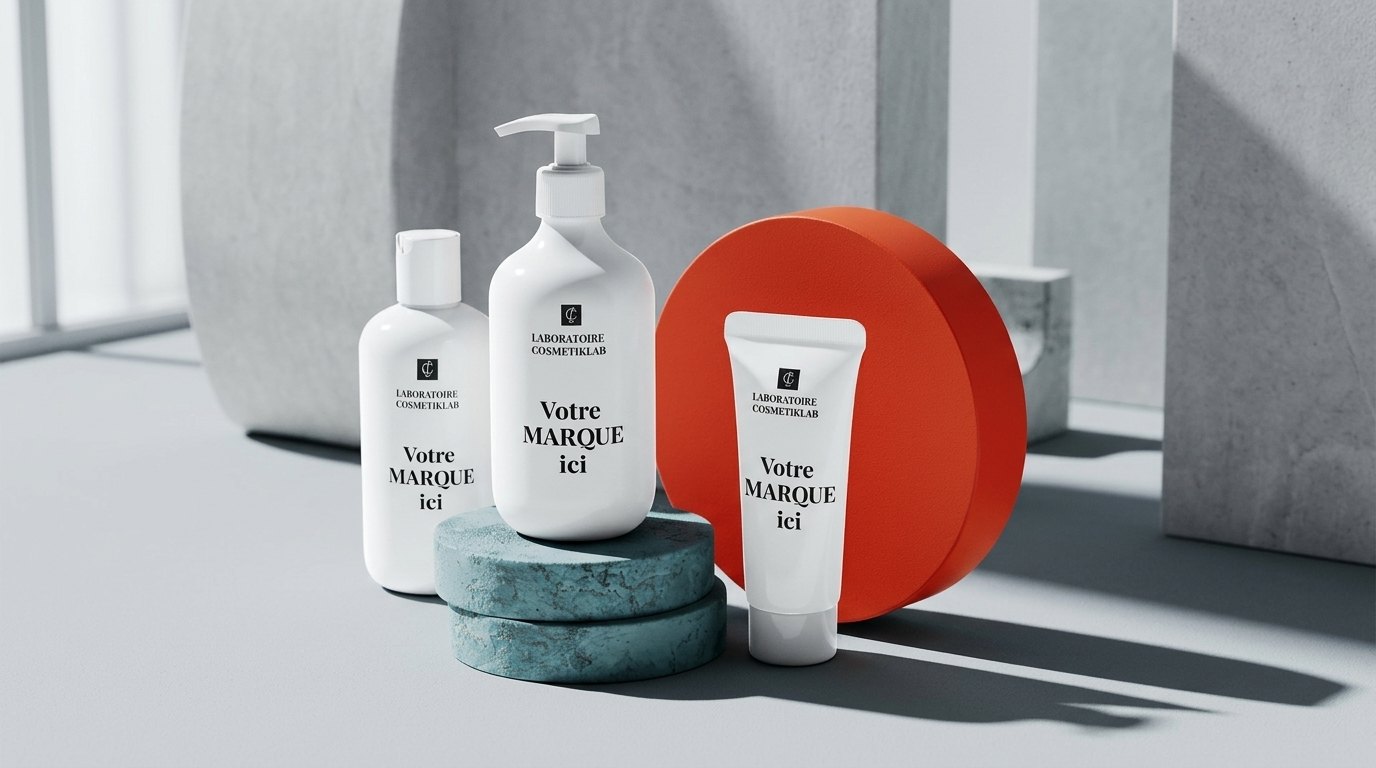 LABORATOIRE
COSMETIKLAB
Votre
MARQUE
ici
LABORATOIRE
COSMETIKLAB
Votre
MARQUE
ici
LABORATOIRE
COSMETIKLAB
Votre
MARQUE
ici